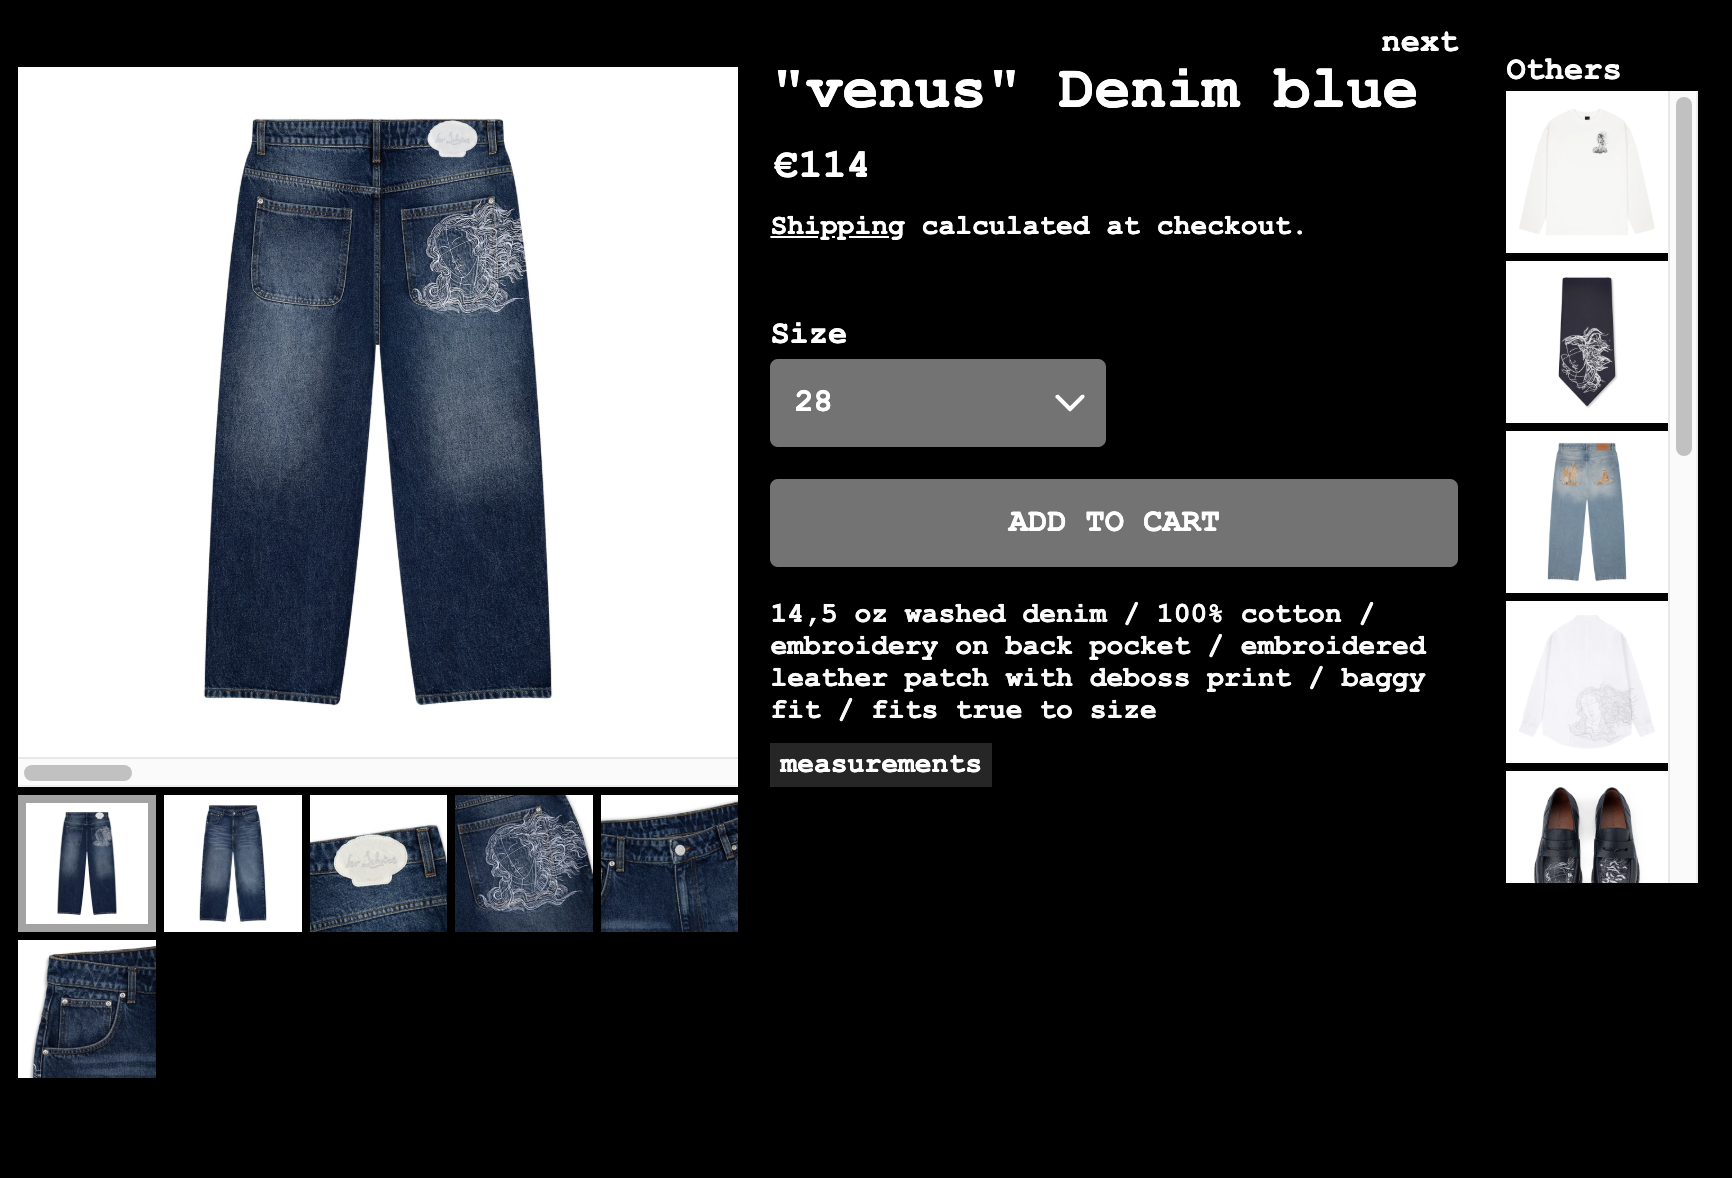 next
"venus" Denim blue
€114
Shipping calculated at checkout.
Size
28
ADD TO CART
14,5 oz washed denim / 100% cotton /
embroidery on back pocket / embroidered
leather patch with deboss print / baggy
fit / fits true to size
measurements
Others